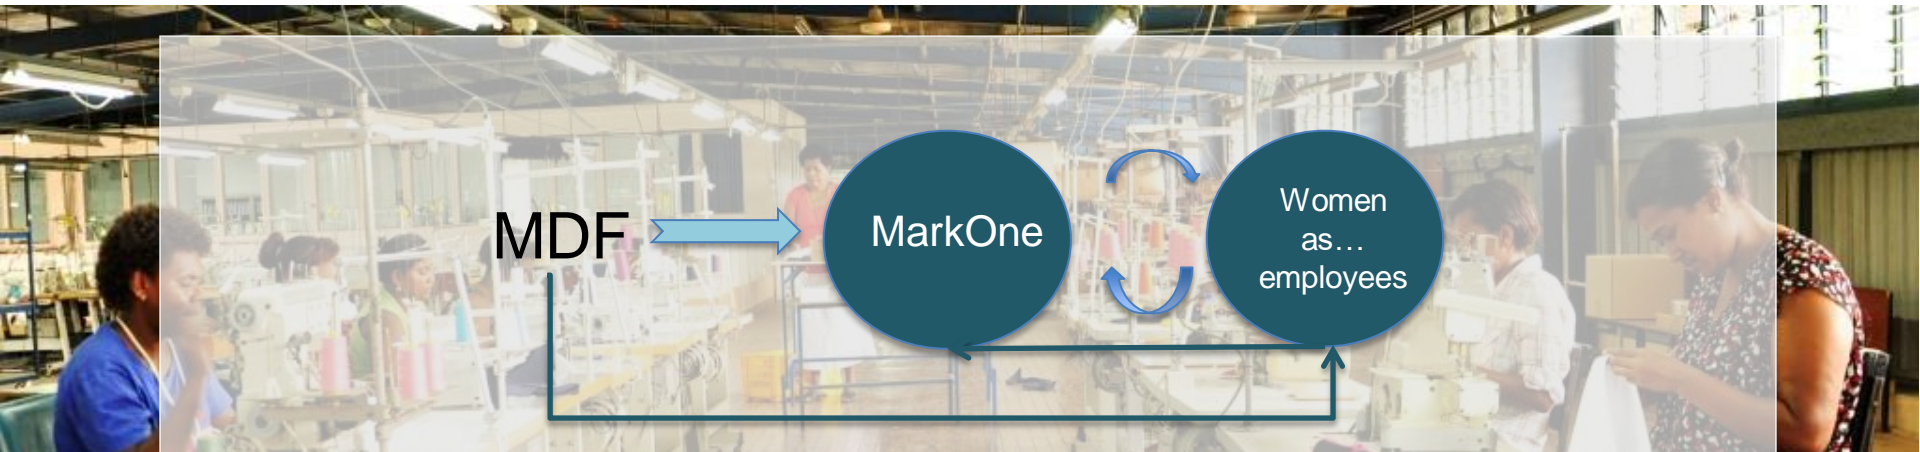 MDF
MarkOne
Women
as…
employees